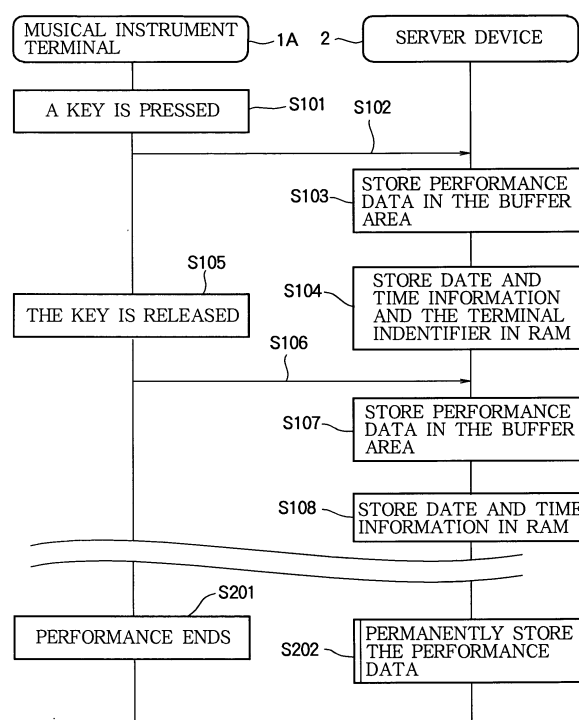 MUSICAL INSTRUMENT
TERMINAL
1A
2
SERVER DEVICE
A KEY IS PRESSED
S101
S102
S103
STORE PERFORMANCE
DATA IN THE BUFFER
AREA
S105
THE KEY IS RELEASED
S104
STORE DATE AND
TIME INFORMATION
AND THE TERMINAL
INDENTIFIER IN RAM
S106
S107
STORE PERFORMANCE
DATA IN THE BUFFER
AREA
S108
STORE DATE AND TIME
INFORMATION IN RAM
S201
PERFORMANCE ENDS
S202
PERMANENTLY STORE
THE PERFORMANCE
DATA